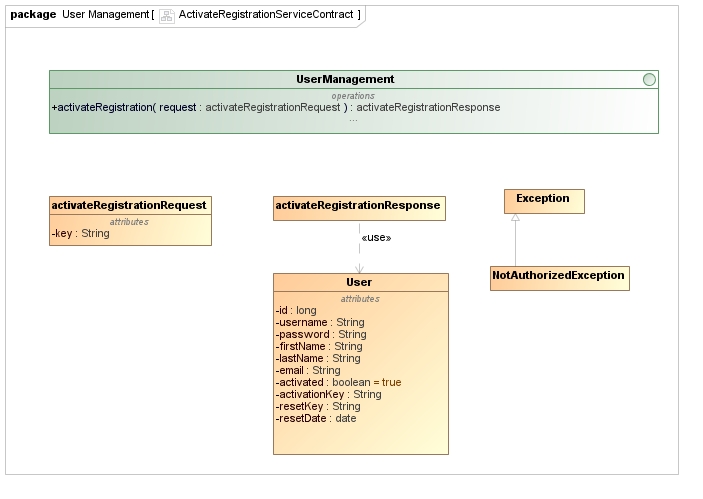 package User Management [ ActivateRegistrationServiceContract ]
UserManagement
operations
+activateRegistration( request : activateRegistrationRequest ) : activateRegistrationResponse
...
activateRegistrationRequest
attributes
-key : String
activateRegistrationResponse
«use»
User
attributes
-id : long
-username : String
-password : String
-firstName : String
-lastName : String
-email : String
-activated : boolean = true
-activationKey : String
-resetKey : String
-resetDate : date
Exception
NotAuthorizedException